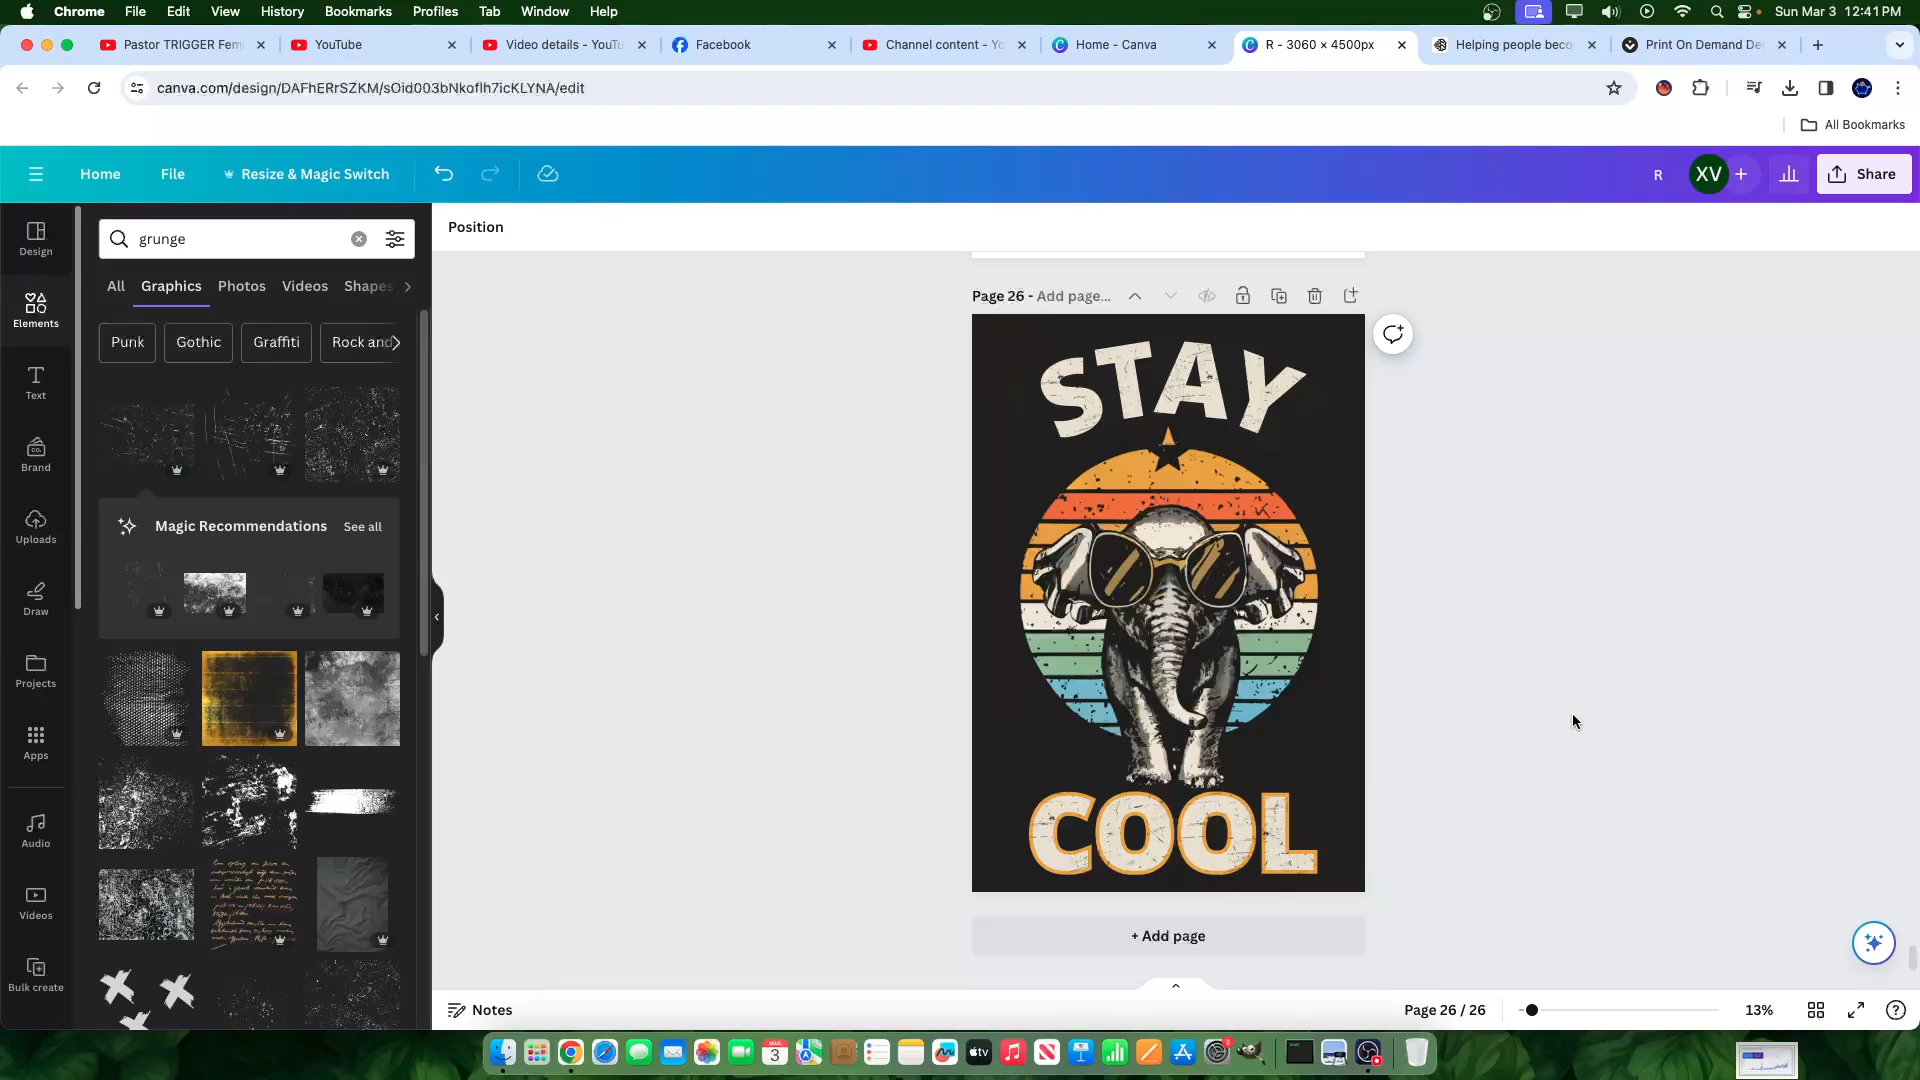 Chrome File Edit View History Bookmarks Profiles Tab Window Help
Sun Mar 3 12:41 PM
Pastor TRIGGER Fem
YouTube
Video details - YouTu
Facebook
Channel content - Yo
Home - Canva
R - 3060 × 4500px
Helping people beco
Print On Demand De
canva.com/design/DAFhERrSZKM/sOid003bNkoflh7icKLYNA/edit
All Bookmarks
Home File Resize & Magic Switch
R XV + Share
Design
Elements
Text
Brand
Uploads
Draw
Projects
Apps
Audio
Videos
Bulk create
grunge
All Graphics Photos Videos Shapes
Punk Gothic Graffiti Rock and
Magic Recommendations See all
Position
Page 26 - Add page...
STAY
COOL
+ Add page
Notes
Page 26 / 26 13%
MAR
3